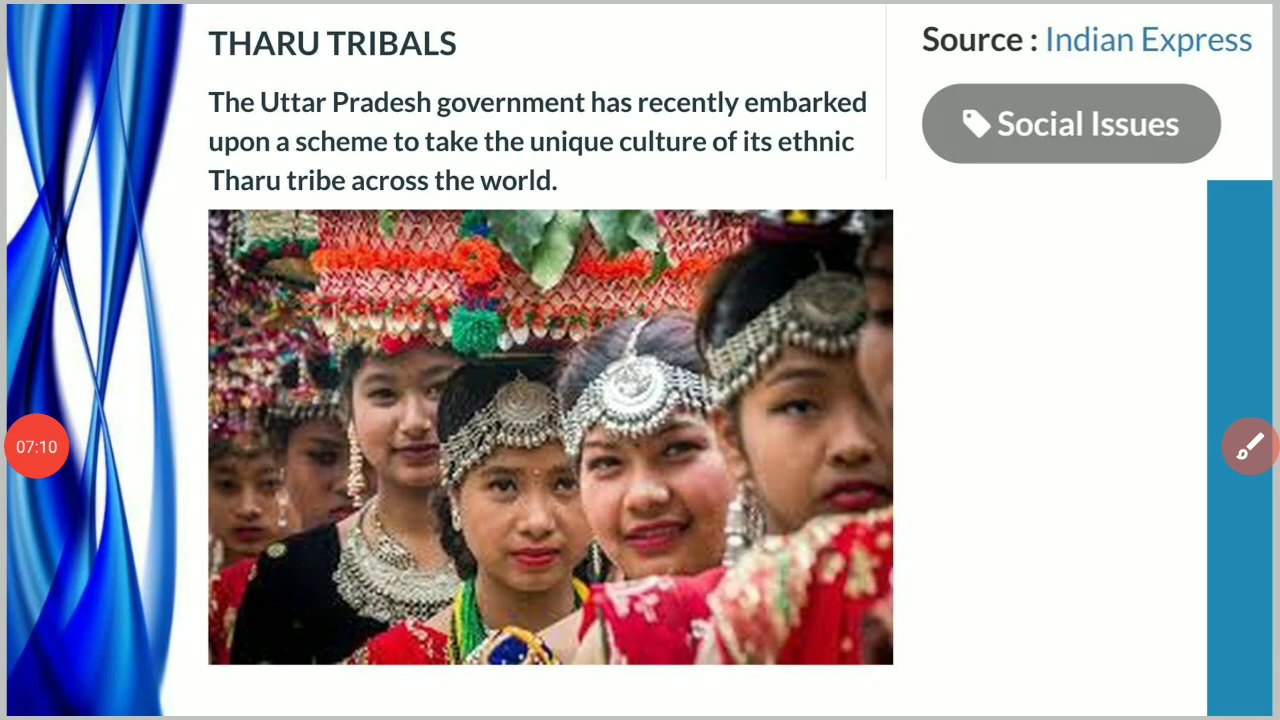 THARU TRIBALS
Source : Indian Express
The Uttar Pradesh government has recently embarked
upon a scheme to take the unique culture of its ethnic
Tharu tribe across the world.
Social Issues
07:10